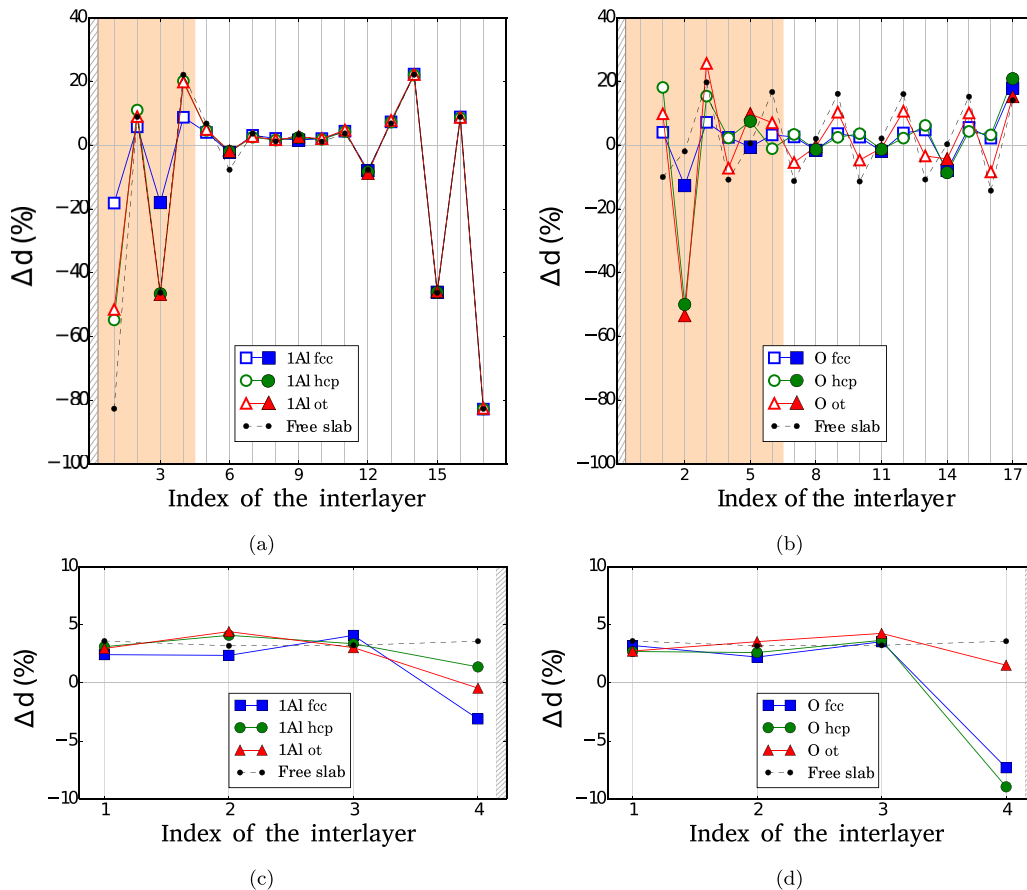 40
20
0
−20
−40
−60
−80
−100
Δd (%)
3
6
9
12
15
Index of the interlayer
1Al fcc
1Al hcp
1Al ot
Free slab
(a)
40
20
0
−20
−40
−60
−80
−100
Δd (%)
2
5
8
11
14
17
Index of the interlayer
O fcc
O hcp
O ot
Free slab
(b)
10
5
0
−5
−10
Δd (%)
1
2
3
4
Index of the interlayer
1Al fcc
1Al hcp
1Al ot
Free slab
(c)
10
5
0
−5
−10
Δd (%)
1
2
3
4
Index of the interlayer
O fcc
O hcp
O ot
Free slab
(d)